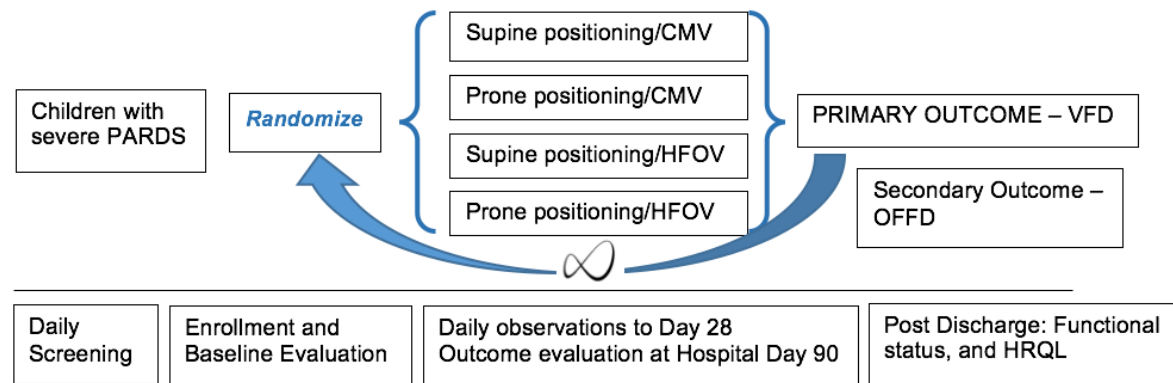 Supine positioning/CMV
Children with
severe PARDS
Randomize
Prone positioning/CMV
Supine positioning/HFOV
Prone positioning/HFOV
PRIMARY OUTCOME – VFD
Secondary Outcome –
OFFD
Daily
Screening
Enrollment and
Baseline Evaluation
Daily observations to Day 28
Outcome evaluation at Hospital Day 90
Post Discharge: Functional
status, and HRQL